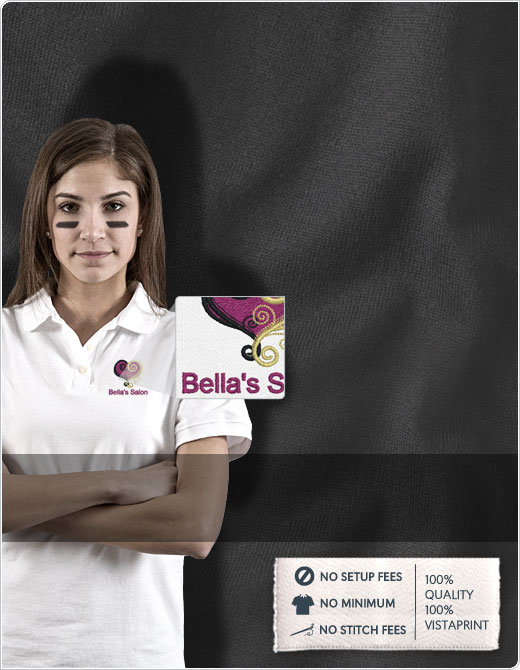 Bella's Salon
Bella's S
NO SETUP FEES
NO MINIMUM
NO STITCH FEES
100%
QUALITY
100%
VISTAPRINT